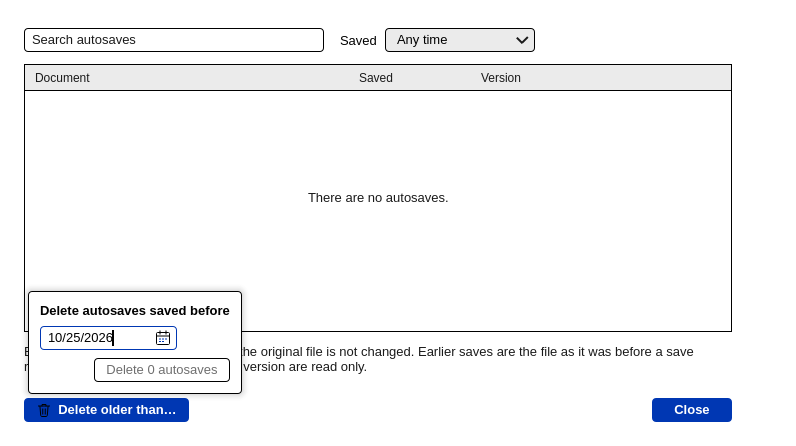 Search autosaves
Saved
Any time
Document
Saved
Version
There are no autosaves.
Delete autosaves saved before
10/25/2026
Delete 0 autosaves
the original file is not changed. Earlier saves are the file as it was before a save
version are read only.
Delete older than…
Close